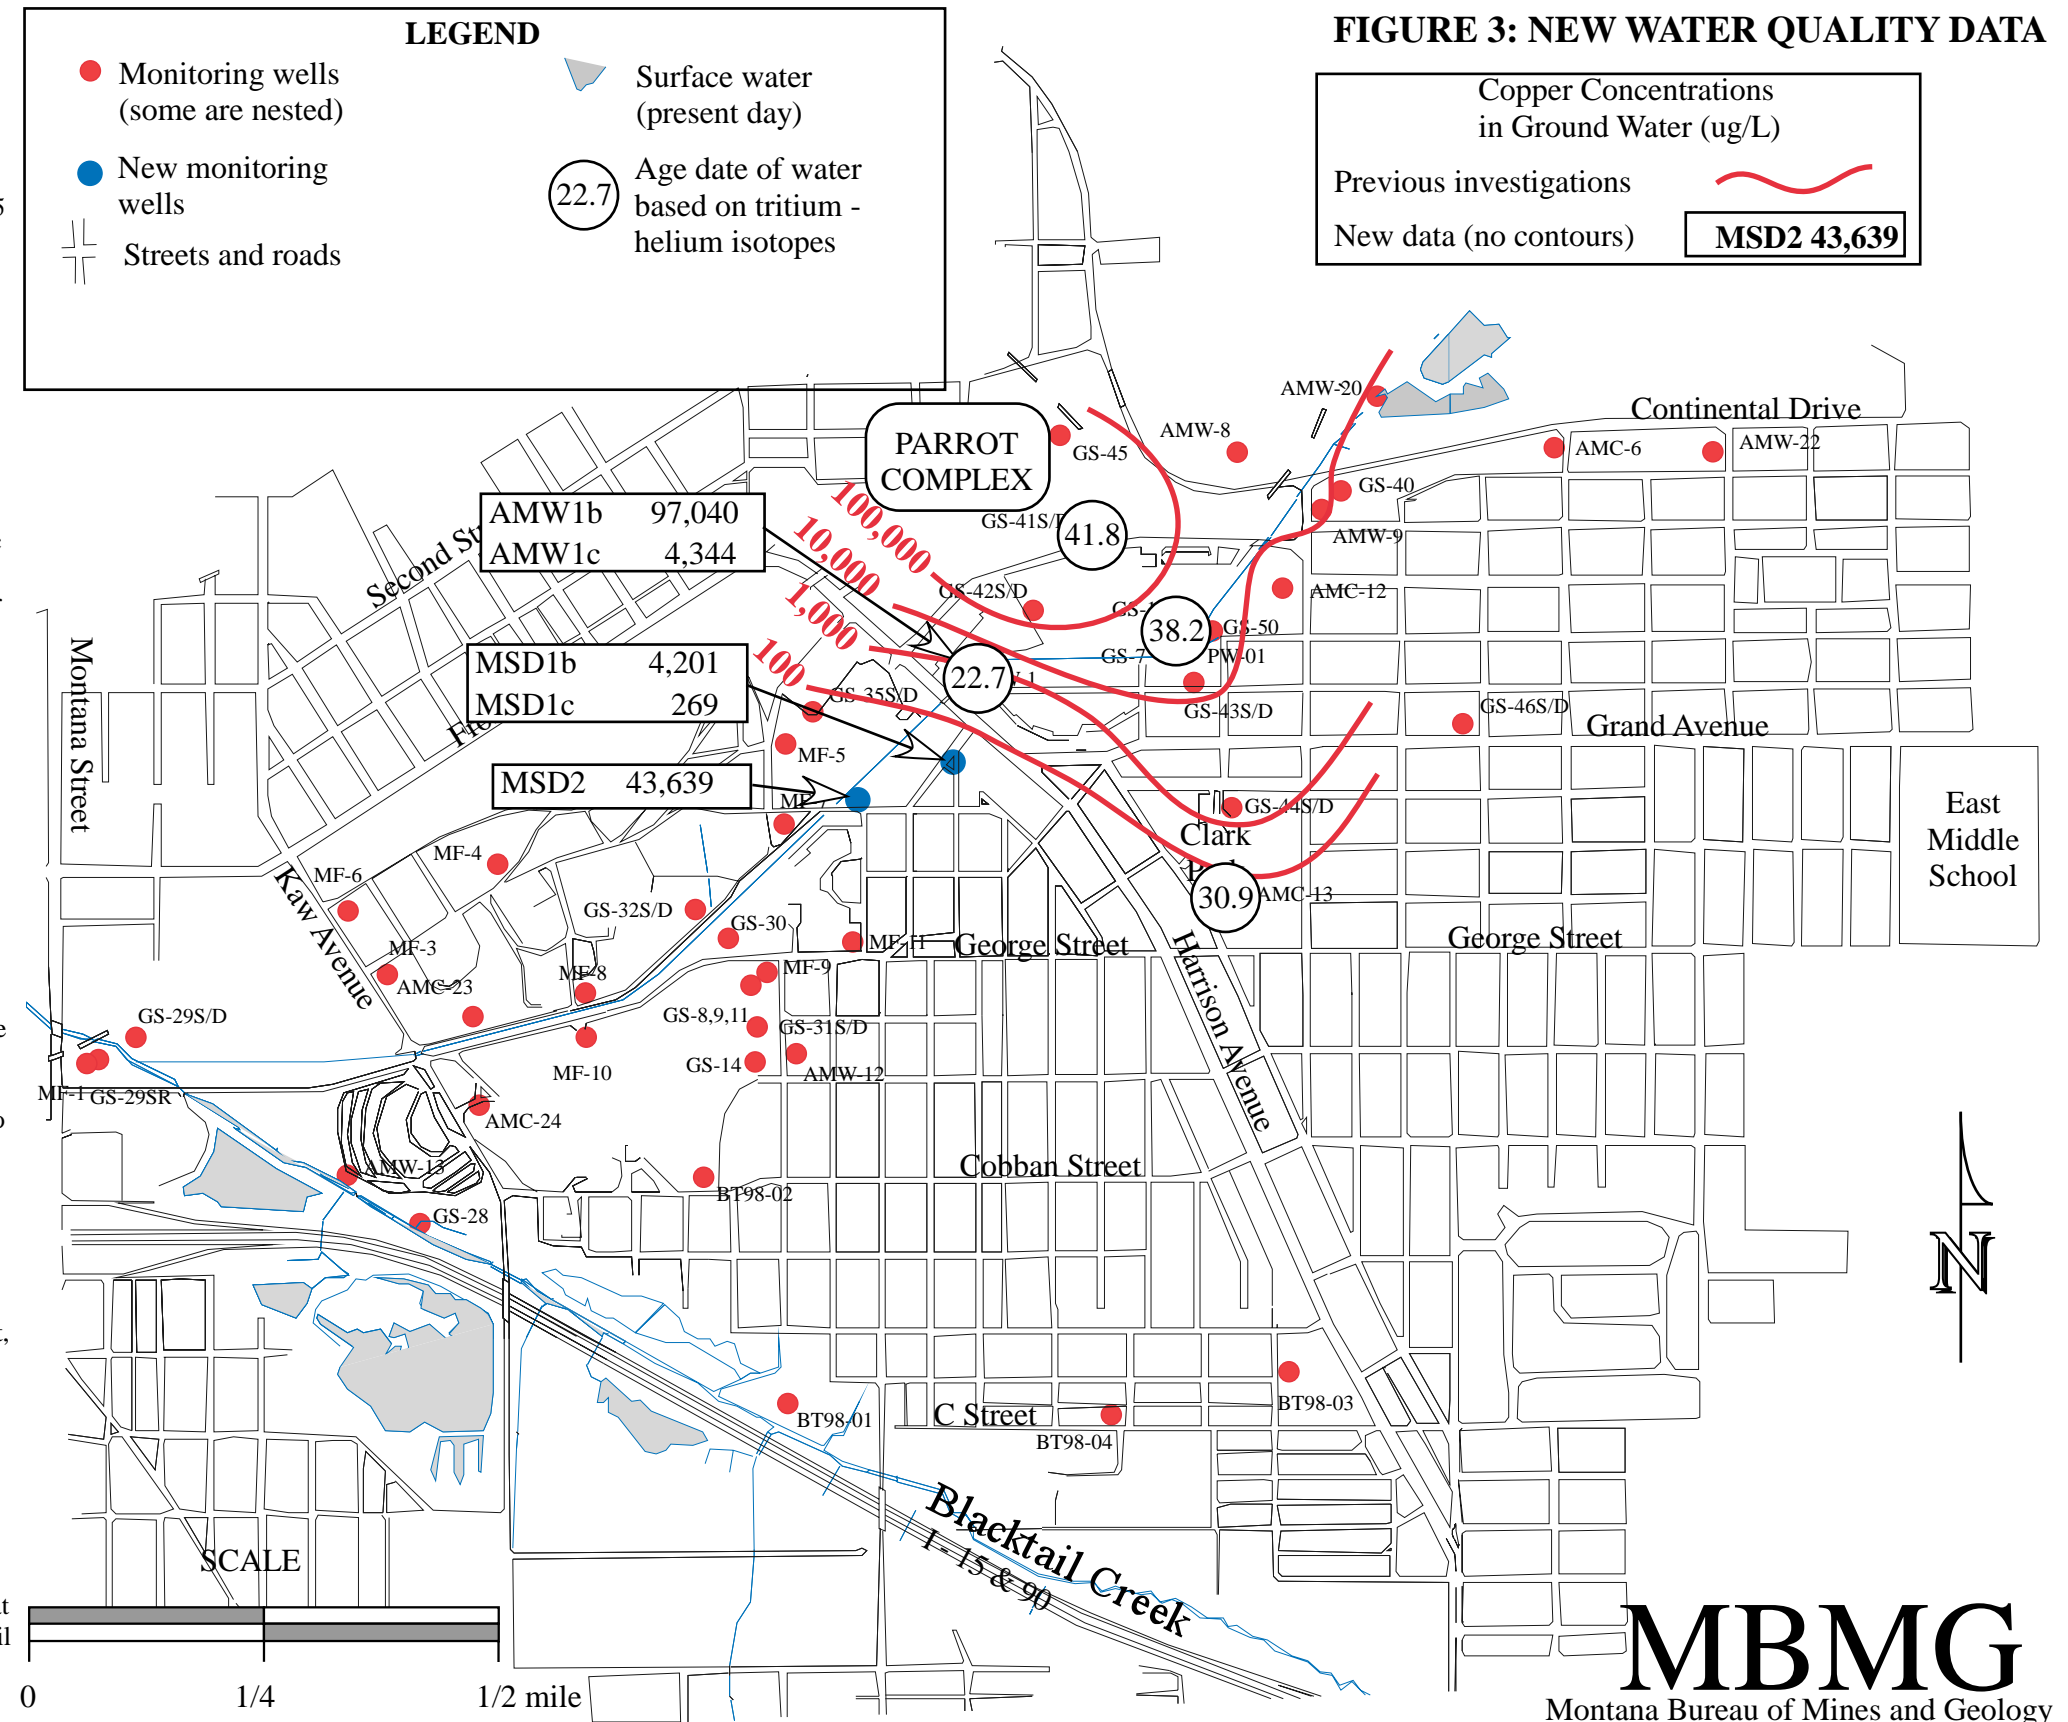 LEGEND
Monitoring wells
(some are nested)
New monitoring
wells
Streets and roads
Surface water
(present day)
22.7
Age date of water
based on tritium -
helium isotopes
FIGURE 3: NEW WATER QUALITY DATA
Copper Concentrations
in Ground Water (ug/L)
Previous investigations
New data (no contours)
MSD2 43,639
AMW-20
Continental Drive
AMW-8
GS-45
AMC-6
AMW-22
PARROT
COMPLEX
GS-40
AMW-9
100,000
10,000
1,000
100
AMW1b 97,040
AMW1c 4,344
GS-41S/
41.8
Second
GS-42S/D
AMC-12
38.2
GS-50
GS-7
PW-01
MSD1b 4,201
MSD1c 269
22.7
GS-35S/D
GS-43S/D
GS-46S/D
Grand Avenue
Montana Street
MF-5
MSD2 43,639
GS-44S/D
Clark
East
Middle
School
MF-4
MF-6
30.9
AMC-13
Kaw Avenue
GS-32S/D
GS-30
MF-11
George Street
George Street
Harrison Avenue
MF-3
MF-8
MF-9
AMC-23
GS-29S/D
GS-8,9,11
GS-31S/D
GS-14
MF-10
AMW-12
MF-1
GS-29SR
AMC-24
AMW-13
Cobban Street
BT98-02
GS-28
N
BT98-01
C Street
BT98-03
BT98-04
Blacktail Creek
I - 15 & 90
SCALE
0
1/4
1/2 mile
MBMG
Montana Bureau of Mines and Geology